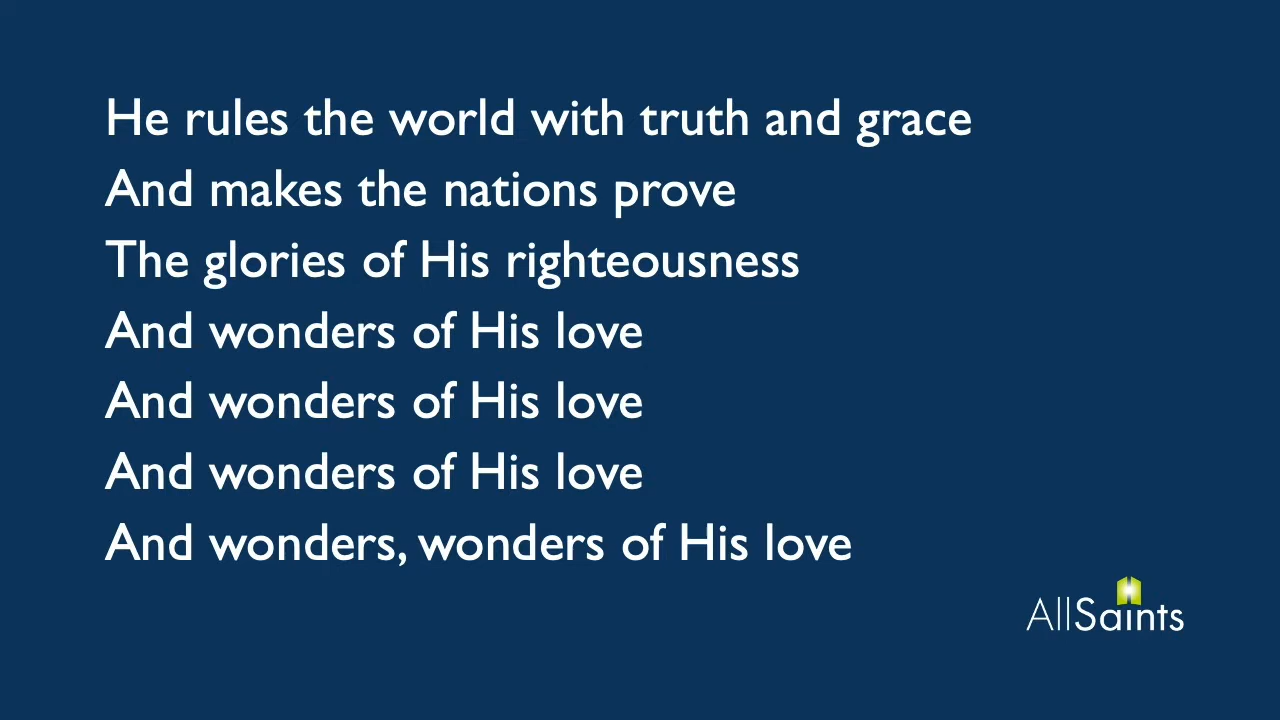 He rules the world with truth and grace
And makes the nations prove
The glories of His righteousness
And wonders of His love
And wonders of His love
And wonders of His love
And wonders, wonders of His love
AllSaints